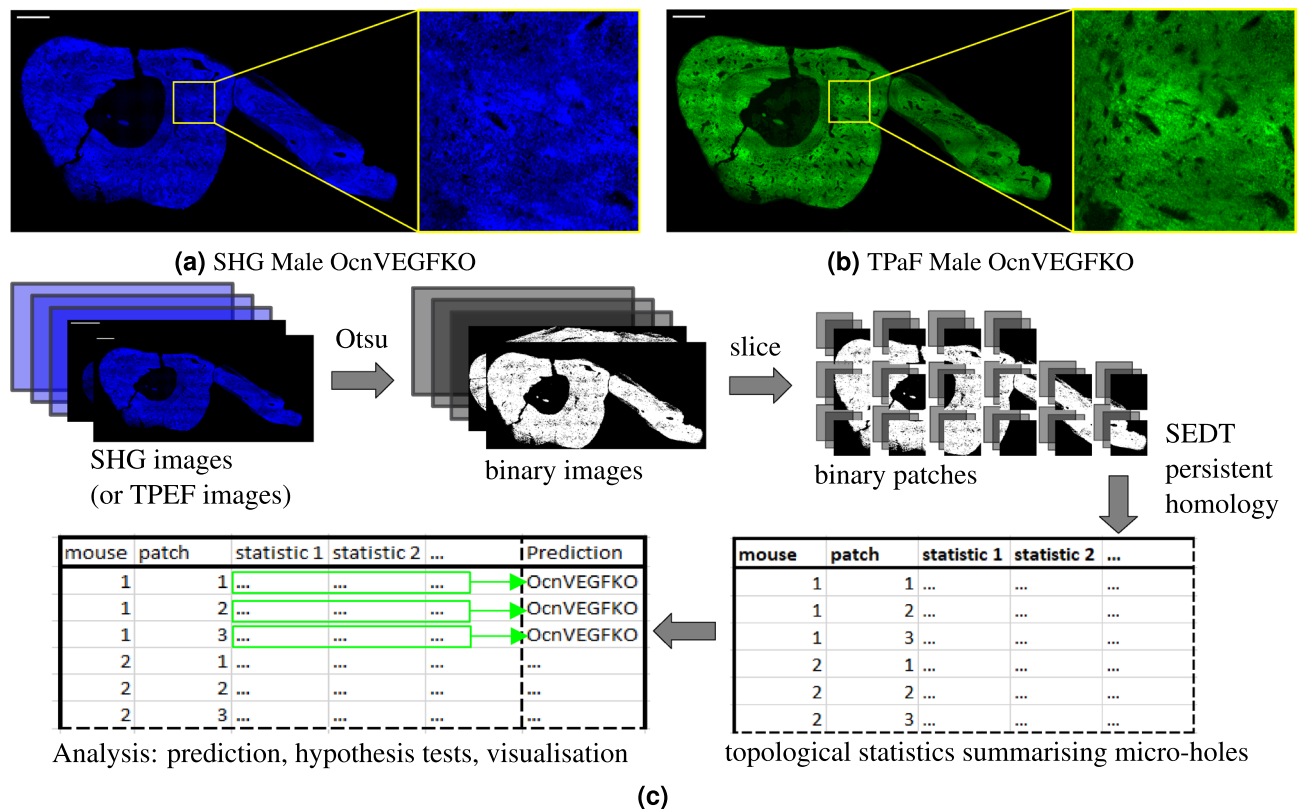 (a) SHG Male OcnVEGFKO
(b) TPaF Male OcnVEGFKO
Otsu
slice
SHG images
(or TPEF images)
binary images
binary patches
SEDT
persistent
homology
mouse patch statistic 1 statistic 2 ... Prediction
1 1 ... ... ... OcnVEGFKO
1 2 ... ... ... OcnVEGFKO
1 3 ... ... ... OcnVEGFKO
2 1 ... ... ... ...
2 2 ... ... ... ...
2 3 ... ... ... ...
Analysis: prediction, hypothesis tests, visualisation
mouse patch statistic 1 statistic 2 ...
1 1 ... ... ...
1 2 ... ... ...
1 3 ... ... ...
2 1 ... ... ...
2 2 ... ... ...
2 3 ... ... ...
topological statistics summarising micro-holes
(c)